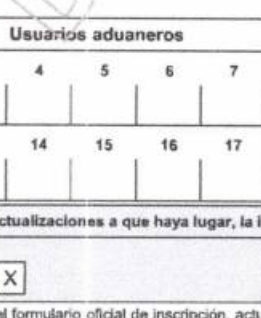 Usuarios aduaneros
4 5 6 7
14 15 16 17
ctualizaciones a que haya lugar, la i
X
el formulario oficial de inscripción, actu